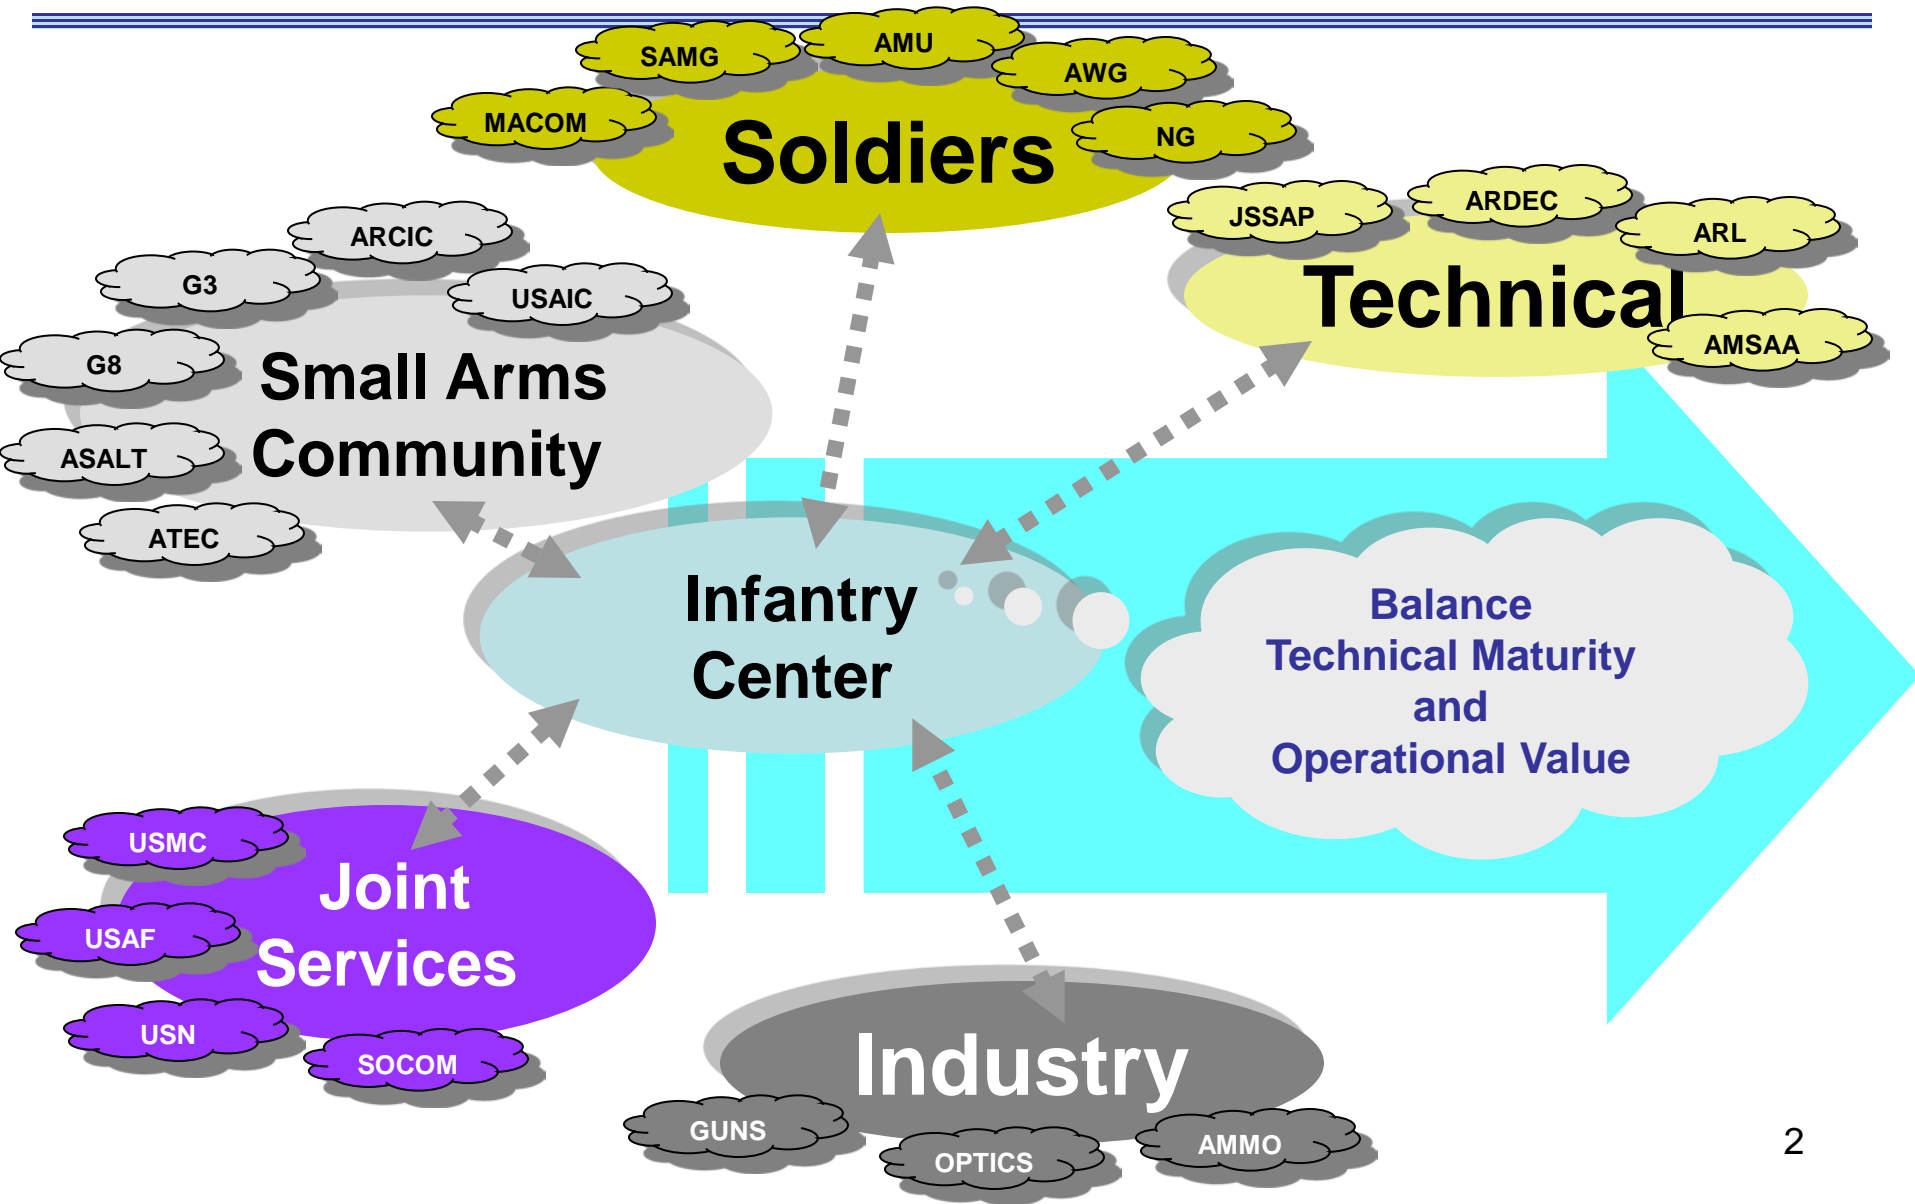 SAMG
AMU
AWG
MACOM
NG
Soldiers
JSSAP
ARDEC
ARL
Technical
AMSAA
ARCIC
G3
USAIC
G8
Small Arms
Community
ASALT
ATEC
Infantry
Center
Balance
Technical Maturity
and
Operational Value
USMC
Joint
Services
USAF
USN
SOCOM
Industry
GUNS
OPTICS
AMMO
2